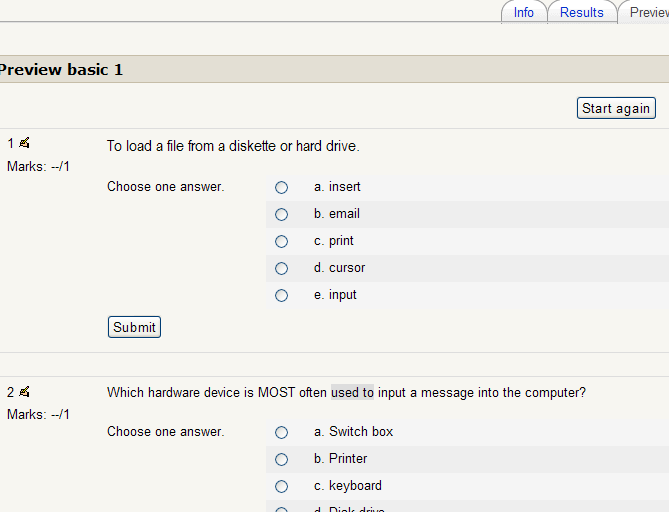 Info Results Preview
Preview basic 1
Start again
1
To load a file from a diskette or hard drive.
Marks: --/1
Choose one answer.
a. insert
b. email
c. print
d. cursor
e. input
Submit
2
Which hardware device is MOST often used to input a message into the computer?
Marks: --/1
Choose one answer.
a. Switch box
b. Printer
c. keyboard
d. Disk drive